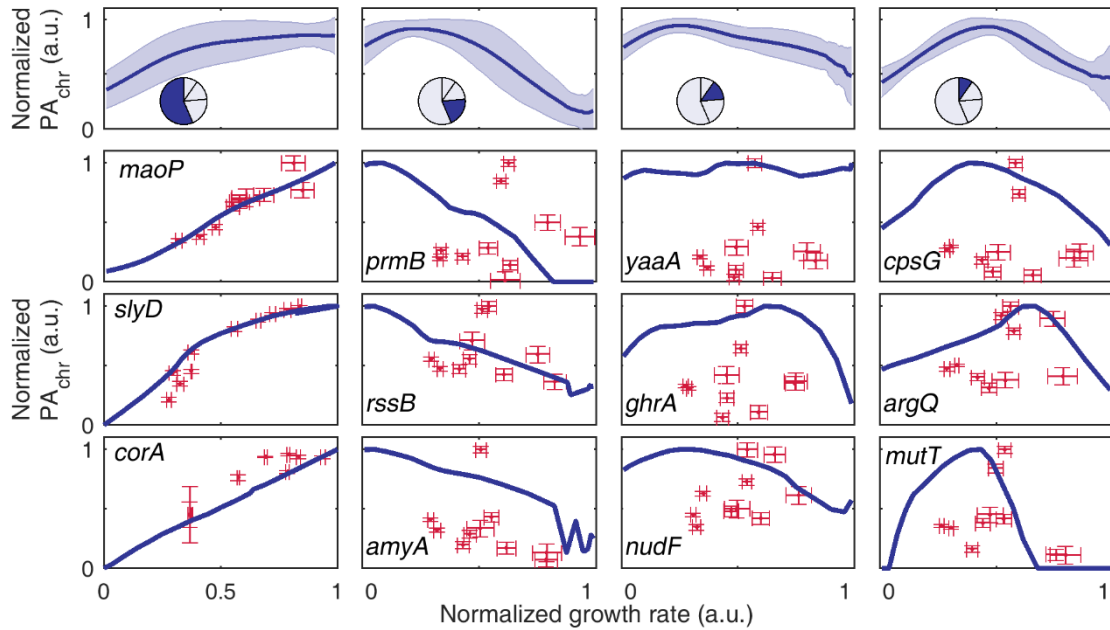 Normalized
PA_chr (a.u.)
1
0
maoP
prmB
yaaA
cpsG
1
0
Normalized
PA_chr (a.u.)
slyD
rssB
ghrA
argQ
1
0
corA
amyA
nudF
mutT
1
0
0 0.5 1
0 1
0 1
0 1
Normalized growth rate (a.u.)